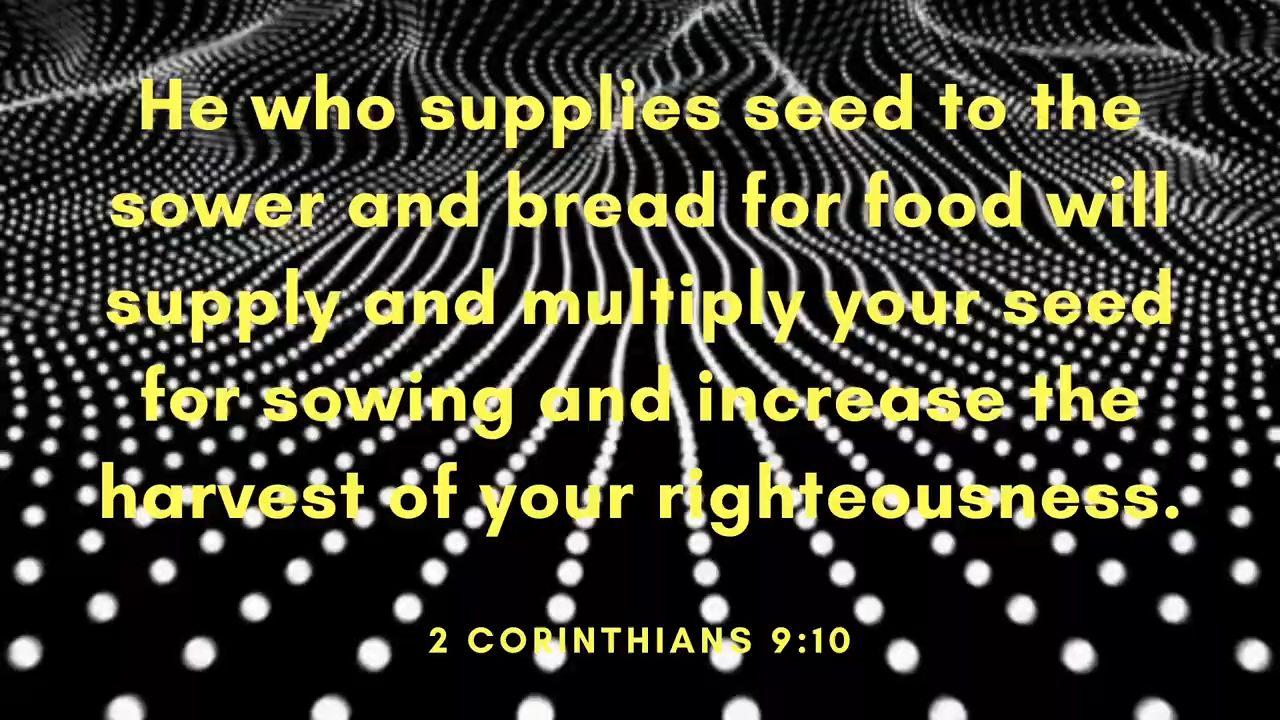 He who supplies seed to the
sower and bread for food will
supply and multiply your seed
for sowing and increase the
harvest of your righteousness.
2 CORINTHIANS 9:10